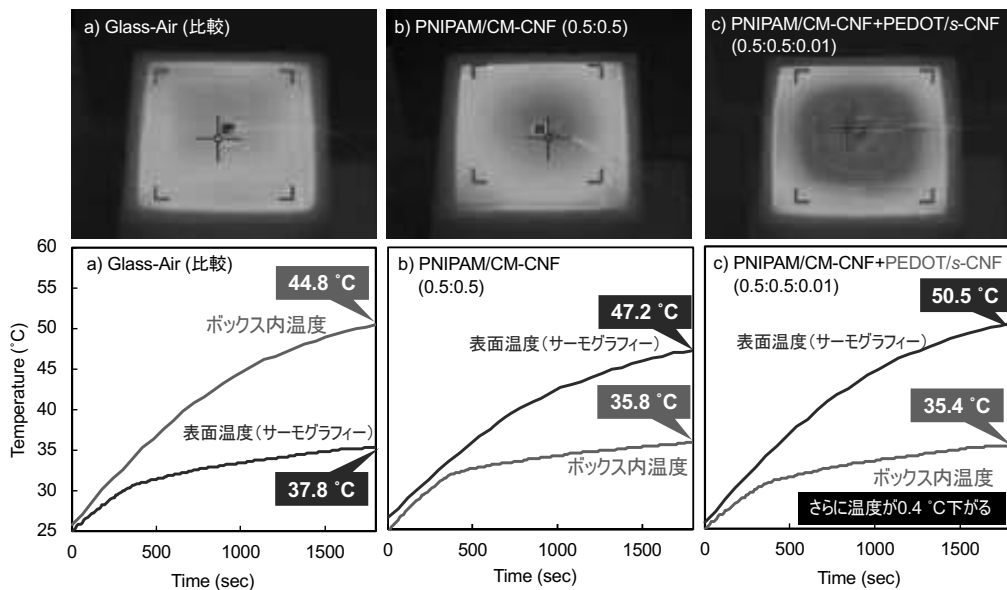 a) Glass-Air (比較)
b) PNIPAM/CM-CNF (0.5:0.5)
c) PNIPAM/CM-CNF+PEDOT/s-CNF
(0.5:0.5:0.01)
Temperature (˚C)
60
55
50
45
40
35
30
25
a) Glass-Air (比較)
44.8 ˚C
ボックス内温度
表面温度(サーモグラフィー)
37.8 ˚C
0
500
1000
1500
Time (sec)
b) PNIPAM/CM-CNF
(0.5:0.5)
47.2 ˚C
表面温度(サーモグラフィー)
35.8 ˚C
ボックス内温度
0
500
1000
1500
Time (sec)
c) PNIPAM/CM-CNF+PEDOT/s-CNF
(0.5:0.5:0.01)
50.5 ˚C
表面温度(サーモグラフィー)
35.4 ˚C
ボックス内温度
さらに温度が0.4 ˚C下がる
0
500
1000
1500
Time (sec)